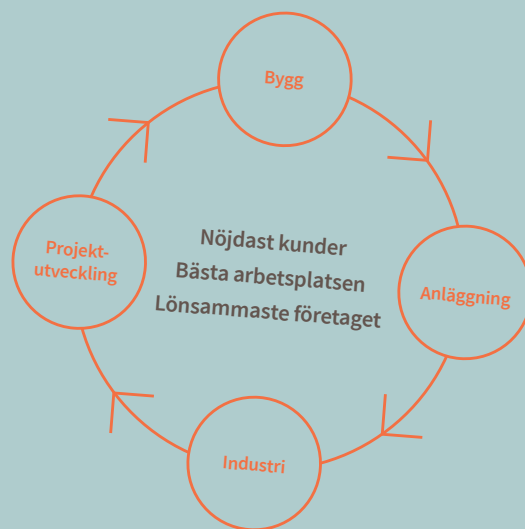 Bygg
Projekt-
utveckling
Nöjdast kunder
Bästa arbetsplatsen
Lönsammaste företaget
Anläggning
Industri